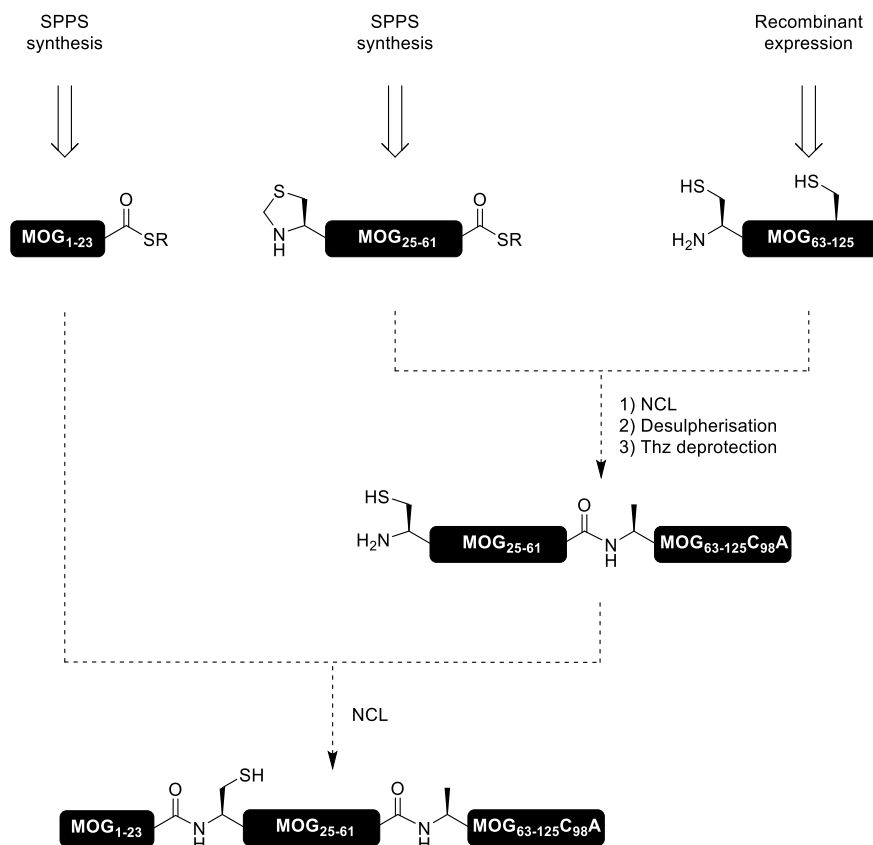 SPPS
synthesis
SPPS
synthesis
Recombinant
expression
MOG1-23
O
SR
S
N
H
MOG25-61
O
SR
HS
H2N
HS
MOG63-125
1) NCL
2) Desulpherisation
3) Thz deprotection
HS
H2N
MOG25-61
O
N
H
MOG63-125C98A
NCL
MOG1-23
O
N
H
SH
MOG25-61
O
N
H
MOG63-125C98A